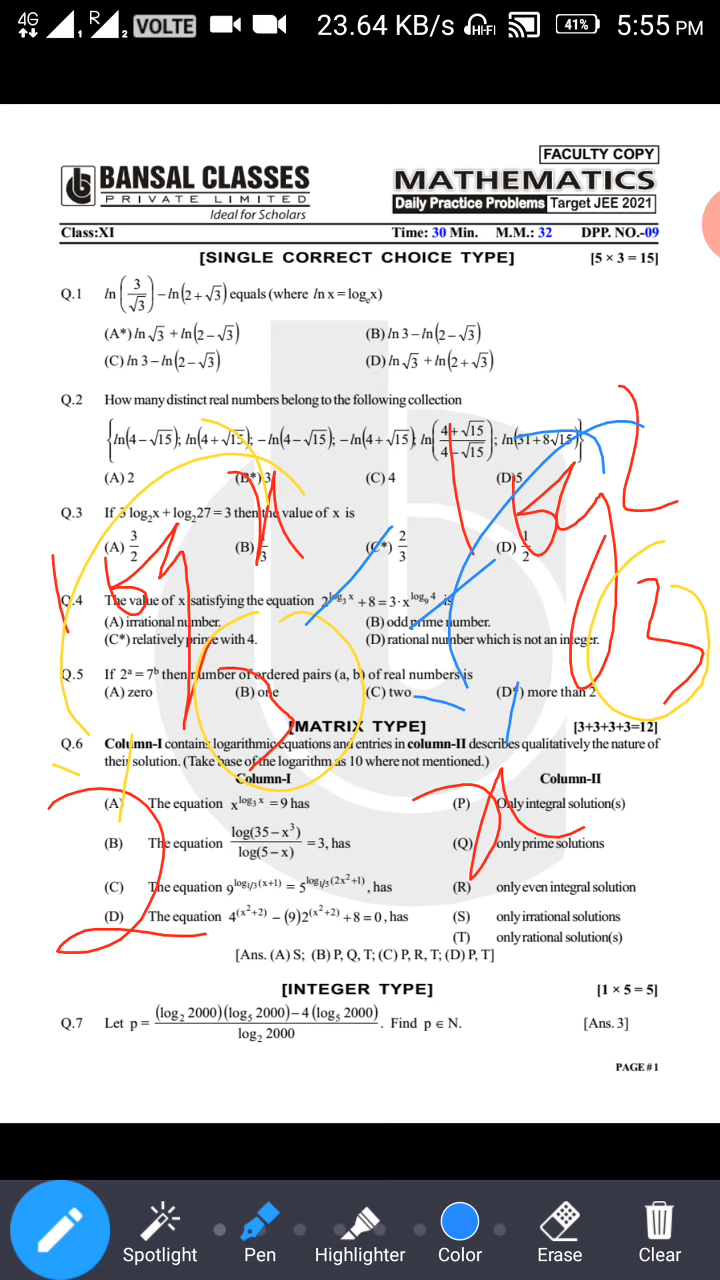 4G 1 R 2 VOLTE 23.64 KB/s HI-FI 41% 5:55 PM
FACULTY COPY
BANSAL CLASSES
PRIVATE LIMITED
Ideal for Scholars
MATHEMATICS
Daily Practice Problems Target JEE 2021
Class:XI Time: 30 Min. M.M.: 32 DPP. NO.-09
[SINGLE CORRECT CHOICE TYPE] [5 × 3 = 15]
Q.1 ln(3/√3) − ln(2+√3) equals (where ln x = logₑx)
(A*) ln √3 + ln(2−√3) (B) ln 3 − ln(2−√3)
(C) ln 3 − ln(2−√3) (D) ln √3 + ln(2+√3)
Q.2 How many distinct real numbers belong to the following collection
{ln(4−√15); ln(4+√15); −ln(4−√15); −ln(4+√15); ln((4+√15)/(4−√15)); ln(31+8√15)}
(A) 2 (B*) 3 (C) 4 (D) 5
Q.3 If 3 log₂x + log₂27 = 3 then the value of x is
(A) 3/2 (B) 1/3 (C*) 2/3 (D) 1/2
Q.4 The value of x satisfying the equation 2^(log₃ x) + 8 = 3·x^(log₉ 4) is
(A) irrational number. (B) odd prime number.
(C*) relatively prime with 4. (D) rational number which is not an integer.
Q.5 If 2ᵃ = 7ᵇ then number of ordered pairs (a, b) of real numbers is
(A) zero (B) one (C) two (D*) more than 2
[MATRIX TYPE] [3+3+3+3=12]
Q.6 Column-I contains logarithmic equations and entries in column-II describes qualitatively the nature of
their solution. (Take base of the logarithm as 10 where not mentioned.)
Column-I Column-II
(A) The equation x^(log₃ x) = 9 has (P) Only integral solution(s)
(B) The equation log(35−x³)/log(5−x) = 3, has (Q) only prime solutions
(C) The equation 9^(log_(1/3)(x+1)) = 5^(log_(1/5)(2x²+1)), has (R) only even integral solution
(D) The equation 4^(x²+2) − (9)2^(x²+2) + 8 = 0, has (S) only irrational solutions
(T) only rational solution(s)
[Ans. (A) S; (B) P, Q, T; (C) P, R, T; (D) P, T]
[INTEGER TYPE] [1 × 5 = 5]
Q.7 Let p = ((log₂ 2000)(log₅ 2000) − 4 (log₅ 2000))/(log₂ 2000). Find p ∈ N. [Ans. 3]
PAGE # 1
Spotlight Pen Highlighter Color Erase Clear